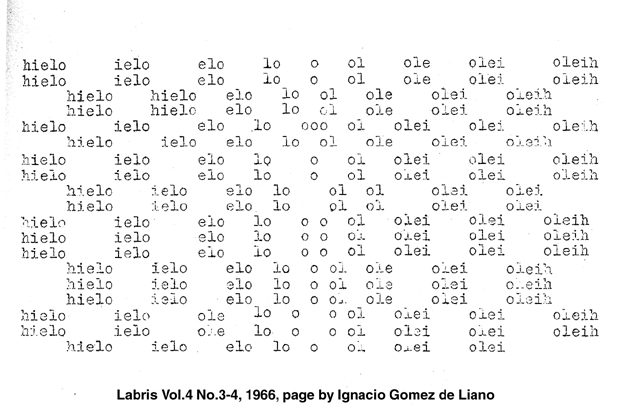 hielo ielo elo lo o ol ole olei oleih
hielo ielo elo lo o ol ole olei oleih
hielo hielo elo lo ol ole olei oleih
hielo hielo elo lo ol ole olei oleih
hielo ielo elo lo ooo ol olei olei oleih
hielo ielo elo lo ol ole olei oleih
hielo ielo elo lo o ol olei olei oleih
hielo ielo elo lo o ol olei olei oleih
hielo ielo elo lo ol ol olei olei
hielo ielo elo lo ol ol olei olei
hielo ielo elo lo o o ol olei olei oleih
hielo ielo elo lo o o ol olei olei oleih
hielo ielo elo lo o o ol olei olei oleih
hielo ielo elo lo o ol ole olei oleih
hielo ielo elo lo o ol ole olei oleih
hielo ielo elo lo o ol ole olei oleih
hielo ielo ole lo o o ol olei olei oleih
hielo ielo ole lo o o ol olei olei oleih
hielo ielo elo lo o ol olei olei
Labris Vol.4 No.3-4, 1966, page by Ignacio Gomez de Liano